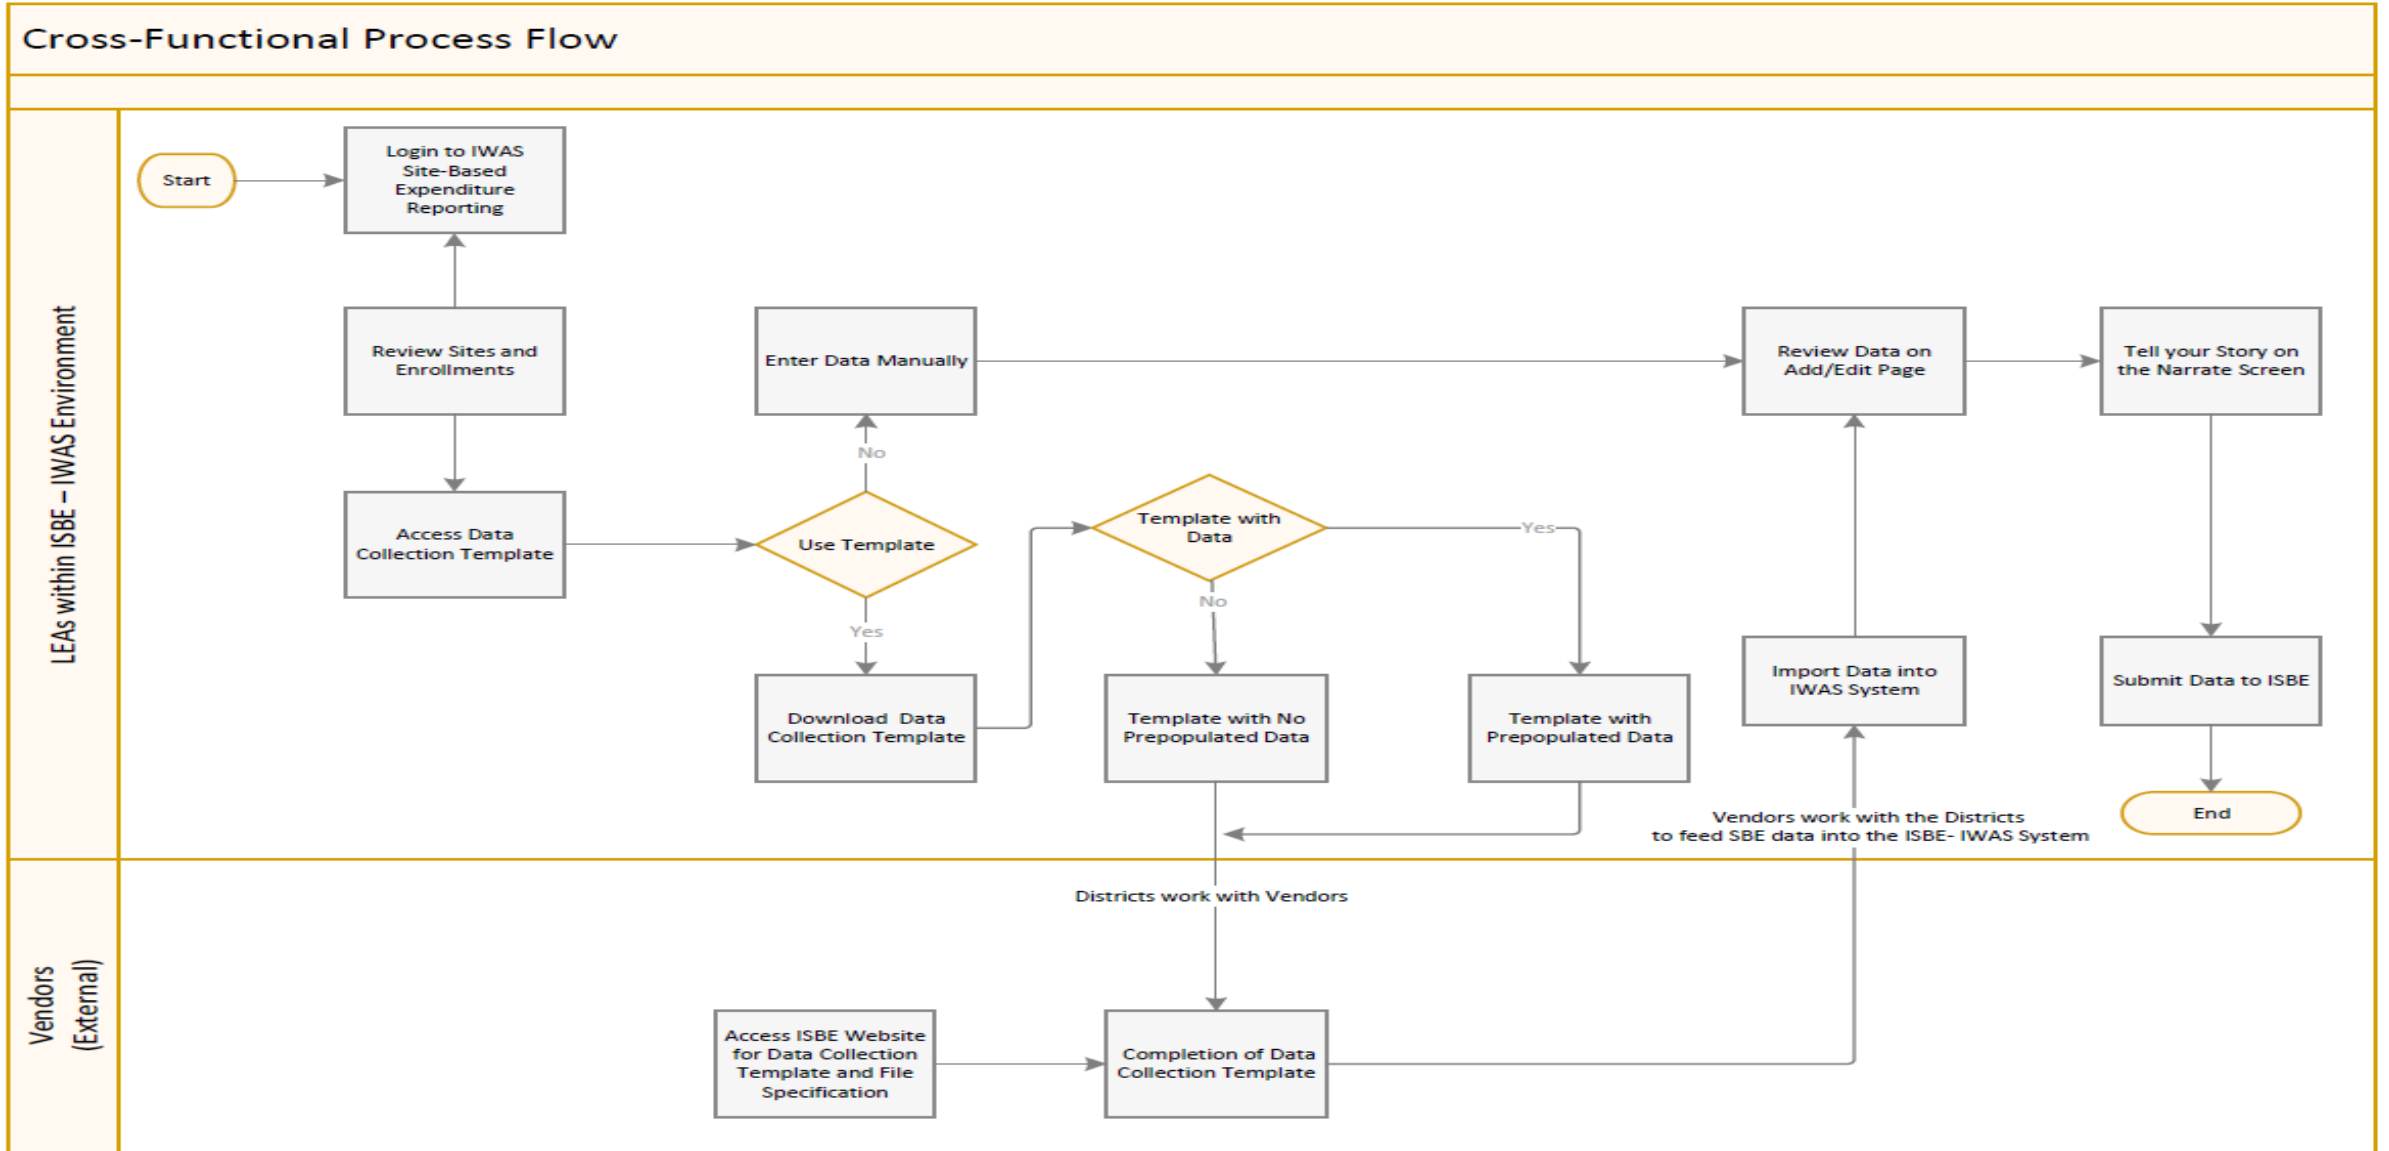 Cross-Functional Process Flow
LEAs within ISBE – IWAS Environment
Start
Login to IWAS
Site-Based
Expenditure
Reporting
Review Sites and
Enrollments
Access Data
Collection Template
Enter Data Manually
No
Use Template
Yes
Download Data
Collection Template
Template with
Data
No
Yes
Template with No
Prepopulated Data
Template with
Prepopulated Data
Review Data on
Add/Edit Page
Import Data into
IWAS System
Tell your Story on
the Narrate Screen
Submit Data to ISBE
End
Vendors work with the Districts
to feed SBE data into the ISBE- IWAS System
Vendors
(External)
Districts work with Vendors
Access ISBE Website
for Data Collection
Template and File
Specification
Completion of Data
Collection Template